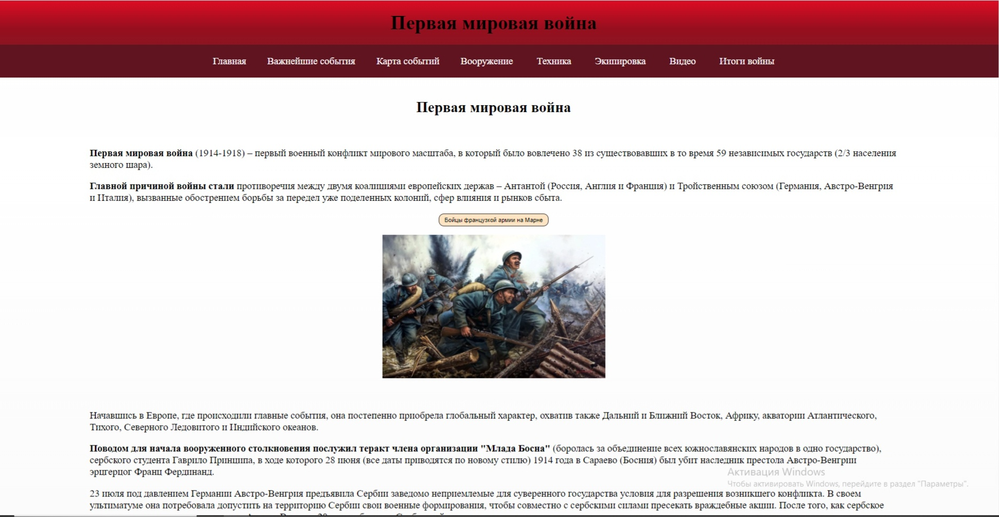 Первая мировая война
Главная Важнейшие события Карта событий Вооружение Техника Экипировка Видео Итоги войны
Первая мировая война
Первая мировая война (1914-1918) – первый военный конфликт мирового масштаба, в который было вовлечено 38 из существовавших в то время 59 независимых государств (2/3 населения
земного шара).
Главной причиной войны стали противоречия между двумя коалициями европейских держав – Антантой (Россия, Англия и Франция) и Тройственным союзом (Германия, Австро-Венгрия
и Италия), вызванные обострением борьбы за передел уже поделенных колоний, сфер влияния и рынков сбыта.
Бойцы французкой армии на Марне
Начавшись в Европе, где происходили главные события, она постепенно приобрела глобальный характер, охватив также Дальний и Ближний Восток, Африку, акватории Атлантического,
Тихого, Северного Ледовитого и Индийского океанов.
Поводом для начала вооруженного столкновения послужил теракт члена организации "Млада Босна" (боролась за объединение всех южнославянских народов в одно государство),
сербского студента Гаврило Принципа, в ходе которого 28 июня (все даты приводятся по новому стилю) 1914 года в Сараево (Босния) был убит наследник престола Австро-Венгрии
эрцгерцог Франц Фердинанд.
Активация Windows
Чтобы активировать Windows, перейдите в раздел "Параметры".
23 июля под давлением Германии Австро-Венгрия предъявила Сербии заведомо неприемлемые для суверенного государства условия для разрешения возникшего конфликта. В своем
ультиматуме она потребовала допустить на территорию Сербии свои военные формирования, чтобы совместно с сербскими силами пресекать враждебные акции. После того, как сербское